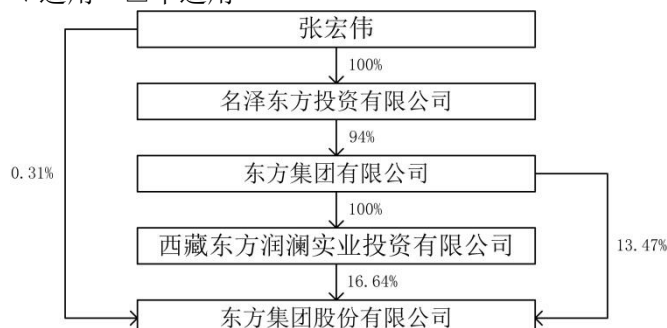 张宏伟
100%
名泽东方投资有限公司
94%
0.31%
东方集团有限公司
100%
西藏东方润澜实业投资有限公司
13.47%
16.64%
东方集团股份有限公司